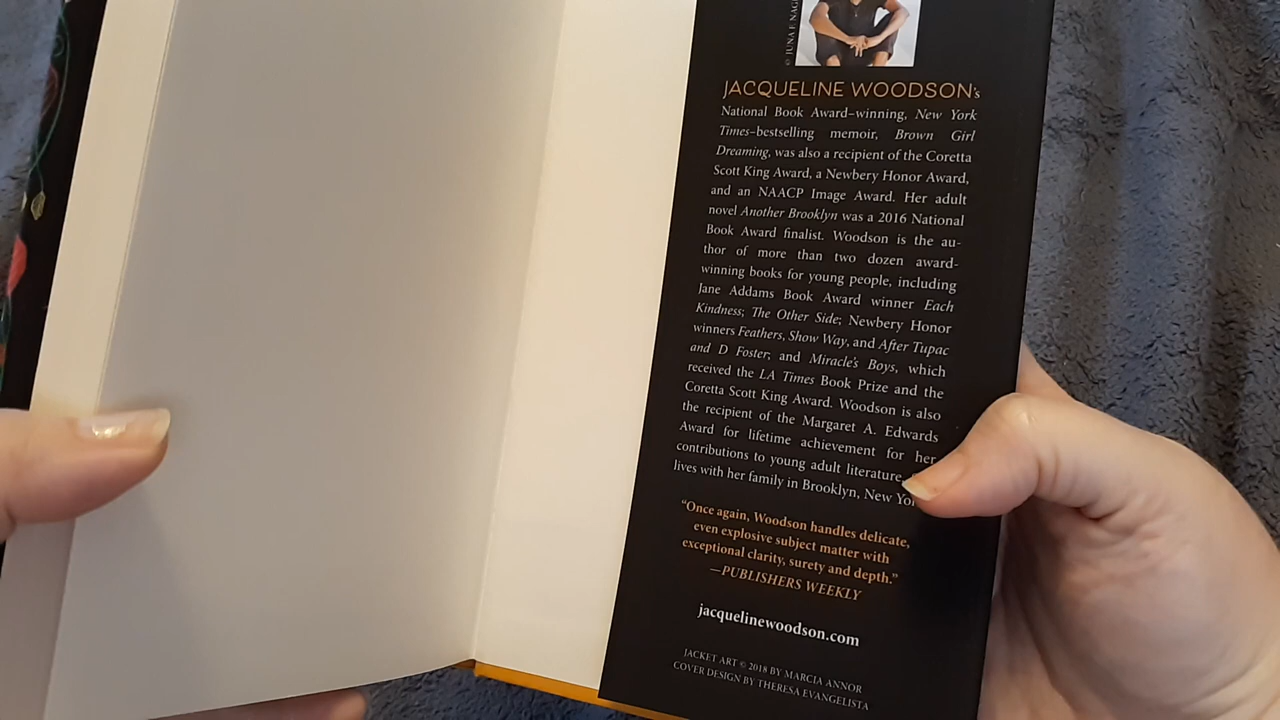 © JUNA F. NAG
JACQUELINE WOODSON's
National Book Award–winning, New York
Times–bestselling memoir, Brown Girl
Dreaming, was also a recipient of the Coretta
Scott King Award, a Newbery Honor Award,
and an NAACP Image Award. Her adult
novel Another Brooklyn was a 2016 National
Book Award finalist. Woodson is the au-
thor of more than two dozen award-
winning books for young people, including
Jane Addams Book Award winner Each
Kindness; The Other Side; Newbery Honor
winners Feathers, Show Way, and After Tupac
and D Foster; and Miracle's Boys, which
received the LA Times Book Prize and the
Coretta Scott King Award. Woodson is also
the recipient of the Margaret A. Edwards
Award for lifetime achievement for her
contributions to young adult literature.
lives with her family in Brooklyn, New Yo
“Once again, Woodson handles delicate,
even explosive subject matter with
exceptional clarity, surety and depth.”
—PUBLISHERS WEEKLY
jacquelinewoodson.com
JACKET ART © 2018 BY MARCIA ANNOR
COVER DESIGN BY THERESA EVANGELISTA